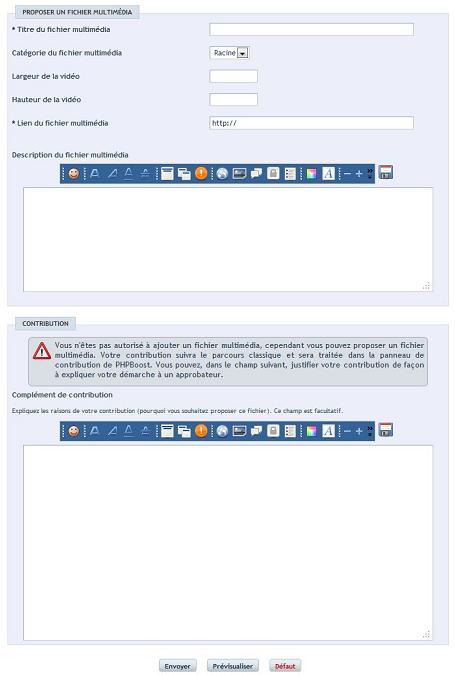 PROPOSER UN FICHIER MULTIMÉDIA
* Titre du fichier multimédia
Catégorie du fichier multimédia Racine
Largeur de la vidéo
Hauteur de la vidéo
* Lien du fichier multimédia http://
Description du fichier multimédia
CONTRIBUTION
Vous n'êtes pas autorisé à ajouter un fichier multimédia, cependant vous pouvez proposer un fichier
multimédia. Votre contribution suivra le parcours classique et sera traitée dans la panneau de
contribution de PHPBoost. Vous pouvez, dans le champ suivant, justifier votre contribution de façon
à expliquer votre démarche à un approbateur.
Complément de contribution
Expliquez les raisons de votre contribution (pourquoi vous souhaitez proposer ce fichier). Ce champ est facultatif.
Envoyer Prévisualiser Défaut